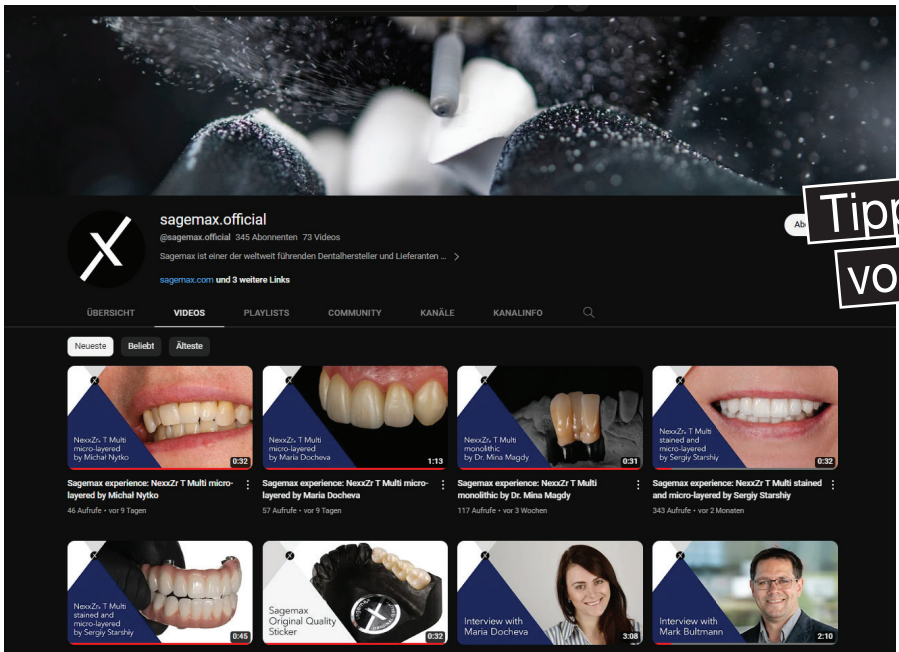 sagemax.official
@sagemax.official 345 Abonnenten 73 Videos
Sagemax ist einer der weltweit führenden Dentalhersteller und Lieferanten ...
sagemax.com und 3 weitere Links
ÜBERSICHT VIDEOS PLAYLISTS COMMUNITY KANÄLE KANALINFO
Neueste Beliebt Älteste
NexxZr® T Multi
micro-layered
by Michał Nytko
0:32
NexxZr® T Multi
micro-layered
by Maria Docheva
1:13
NexxZr® T Multi
monolithic
by Dr. Mina Magdy
0:31
NexxZr® T Multi
stained and
micro-layered
by Sergiy Starshiy
0:32
Sagemax experience: NexxZr T Multi micro-
layered by Michał Nytko
46 Aufrufe • vor 9 Tagen
Sagemax experience: NexxZr T Multi micro-
layered by Maria Docheva
57 Aufrufe • vor 9 Tagen
Sagemax experience: NexxZr T Multi
monolithic by Dr. Mina Magdy
117 Aufrufe • vor 3 Wochen
Sagemax experience: NexxZr T Multi stained
and micro-layered by Sergiy Starshiy
343 Aufrufe • vor 2 Monaten
NexxZr® T Multi
stained and
micro-layered
by Sergiy Starshiy
0:45
Sagemax
Original Quality
Sticker
0:32
Interview with
Maria Docheva
3:08
Interview with
Mark Bultmann
2:10